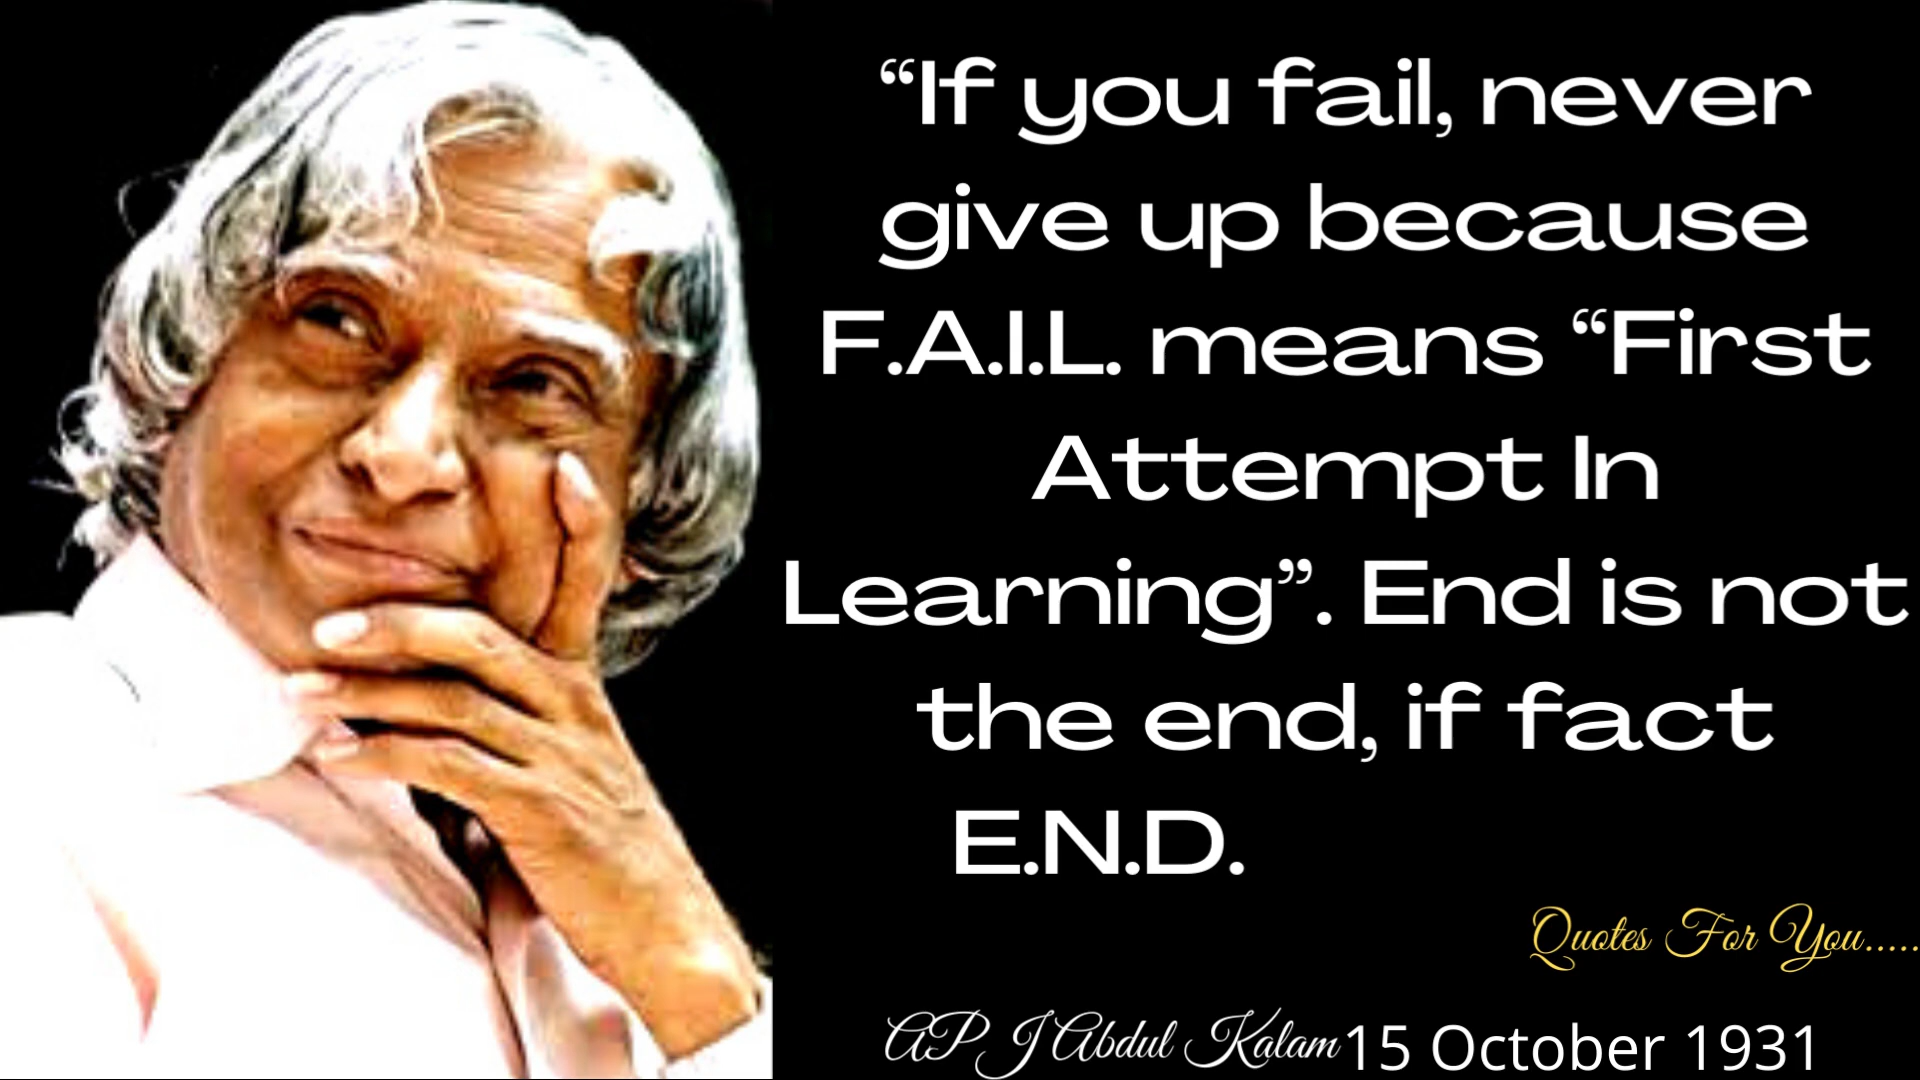 “If you fail, never
give up because
F.A.I.L. means “First
Attempt In
Learning”. End is not
the end, if fact
E.N.D.
Quotes For You.....
AP J Abdul Kalam 15 October 1931